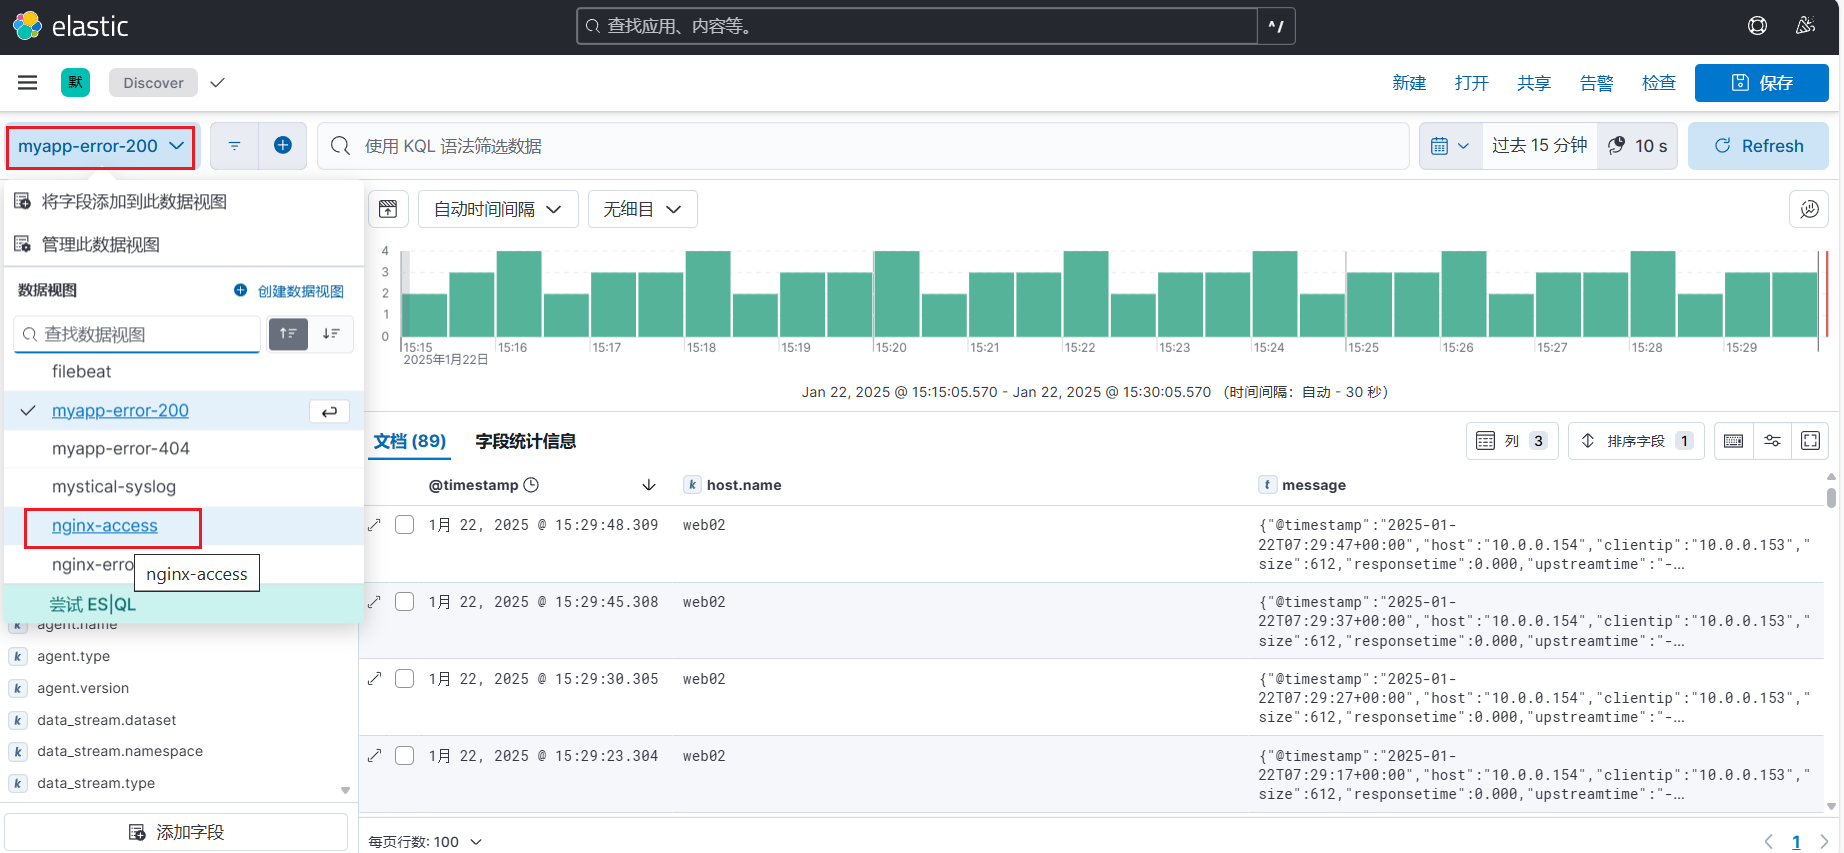 elastic
查找应用、内容等。
^/
默
Discover
新建
打开
共享
告警
检查
保存
myapp-error-200
使用 KQL 语法筛选数据
过去 15 分钟
10 s
Refresh
将字段添加到此数据视图
管理此数据视图
数据视图
创建数据视图
查找数据视图
filebeat
myapp-error-200
myapp-error-404
mystical-syslog
nginx-access
nginx-erro
nginx-access
尝试 ES|QL
agent.name
agent.type
agent.version
data_stream.dataset
data_stream.namespace
data_stream.type
添加字段
自动时间间隔
无细目
4
3
2
1
0
15:15
15:16
15:17
15:18
15:19
15:20
15:21
15:22
15:23
15:24
15:25
15:26
15:27
15:28
15:29
2025年1月22日
Jan 22, 2025 @ 15:15:05.570 - Jan 22, 2025 @ 15:30:05.570 （时间间隔：自动 - 30 秒）
文档 (89)
字段统计信息
列 3
排序字段 1
@timestamp
k host.name
t message
1月 22, 2025 @ 15:29:48.309
web02
{"@timestamp":"2025-01-
22T07:29:47+00:00","host":"10.0.0.154","clientip":"10.0.0.153","
size":612,"responsetime":0.000,"upstreamtime":"-…
1月 22, 2025 @ 15:29:45.308
web02
{"@timestamp":"2025-01-
22T07:29:37+00:00","host":"10.0.0.154","clientip":"10.0.0.153","
size":612,"responsetime":0.000,"upstreamtime":"-…
1月 22, 2025 @ 15:29:30.305
web02
{"@timestamp":"2025-01-
22T07:29:27+00:00","host":"10.0.0.154","clientip":"10.0.0.153","
size":612,"responsetime":0.000,"upstreamtime":"-…
1月 22, 2025 @ 15:29:23.304
web02
{"@timestamp":"2025-01-
22T07:29:17+00:00","host":"10.0.0.154","clientip":"10.0.0.153","
size":612,"responsetime":0.000,"upstreamtime":"-…
每页行数: 100
1